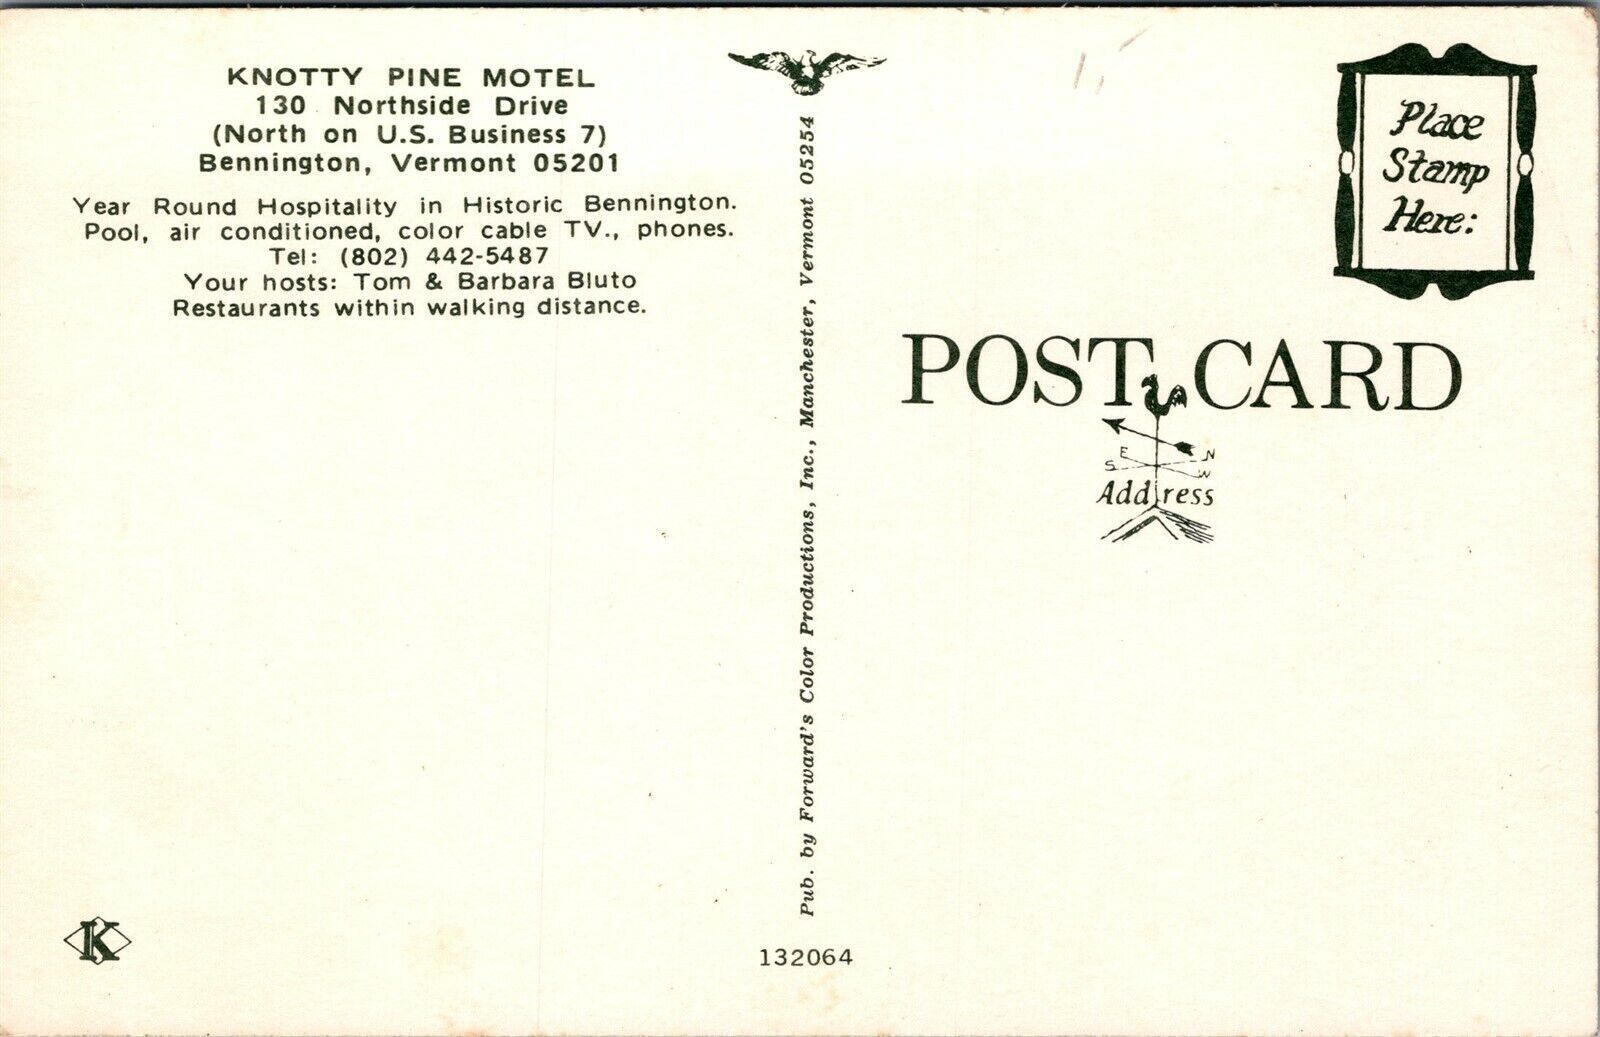 KNOTTY PINE MOTEL
130 Northside Drive
(North on U.S. Business 7)
Bennington, Vermont 05201
Year Round Hospitality in Historic Bennington.
Pool, air conditioned, color cable TV., phones.
Tel: (802) 442-5487
Your hosts: Tom & Barbara Bluto
Restaurants within walking distance.
K
Pub. by Forward's Color Productions, Inc., Manchester, Vermont 05254
132064
Place
Stamp
Here:
POST CARD
E N
S W
Address